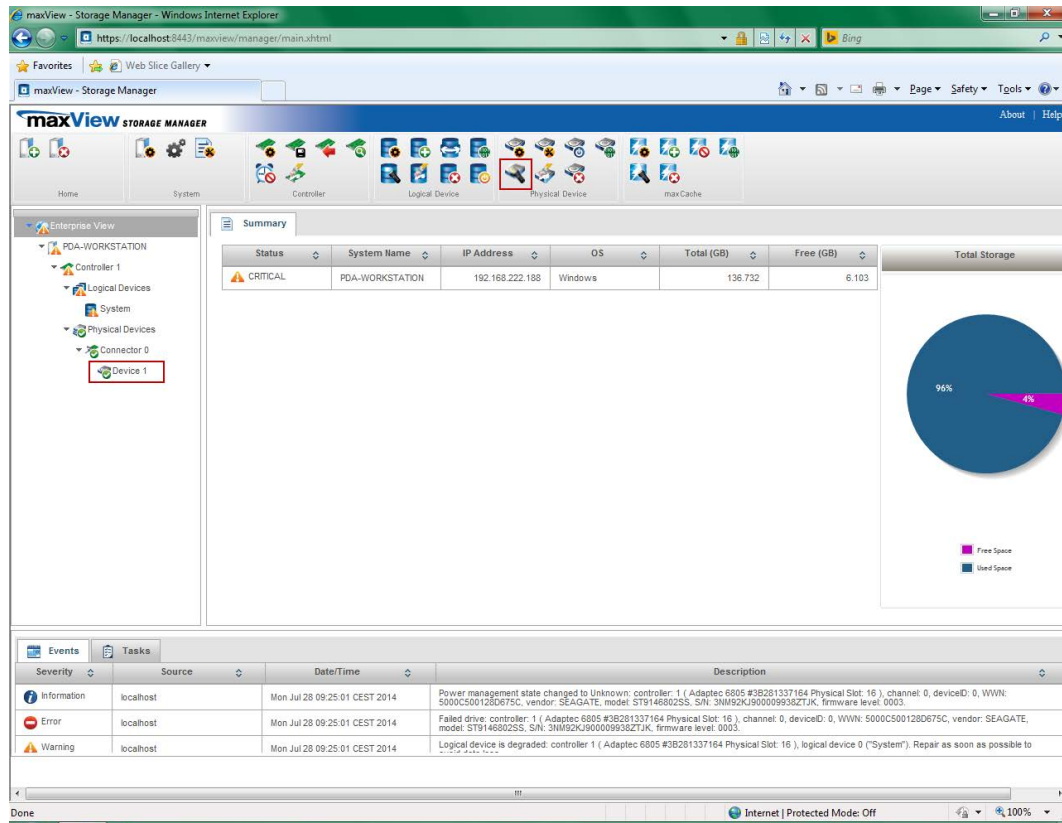 maxView - Storage Manager - Windows Internet Explorer
https://localhost:8443/maxview/manager/main.xhtml
Bing
Favorites
Web Slice Gallery
maxView - Storage Manager
Page
Safety
Tools
maxView STORAGE MANAGER
About | Help
Home
System
Controller
Logical Device
Physical Device
maxCache
Enterprise View
PDA-WORKSTATION
Controller 1
Logical Devices
System
Physical Devices
Connector 0
Device 1
Summary
Status System Name IP Address OS Total (GB) Free (GB)
CRITICAL PDA-WORKSTATION 192.168.222.188 Windows 136.732 6.103
Total Storage
96%
4%
Free Space
Used Space
Events Tasks
Severity Source Date/Time Description
Information localhost Mon Jul 28 09:25:01 CEST 2014 Power management state changed to Unknown: controller: 1 ( Adaptec 6805 #3B281337164 Physical Slot: 16 ), channel: 0, deviceID: 0, WWN:
5000C500128D675C, vendor: SEAGATE, model: ST9146802SS, S/N: 3NM92KJ900009938ZTJK, firmware level: 0003.
Error localhost Mon Jul 28 09:25:01 CEST 2014 Failed drive: controller: 1 ( Adaptec 6805 #3B281337164 Physical Slot: 16 ), channel: 0, deviceID: 0, WWN: 5000C500128D675C, vendor: SEAGATE,
model: ST9146802SS, S/N: 3NM92KJ900009938ZTJK, firmware level: 0003.
Warning localhost Mon Jul 28 09:25:01 CEST 2014 Logical device is degraded: controller 1 ( Adaptec 6805 #3B281337164 Physical Slot: 16 ), logical device 0 ("System"). Repair as soon as possible to
Done
Internet | Protected Mode: Off
100%